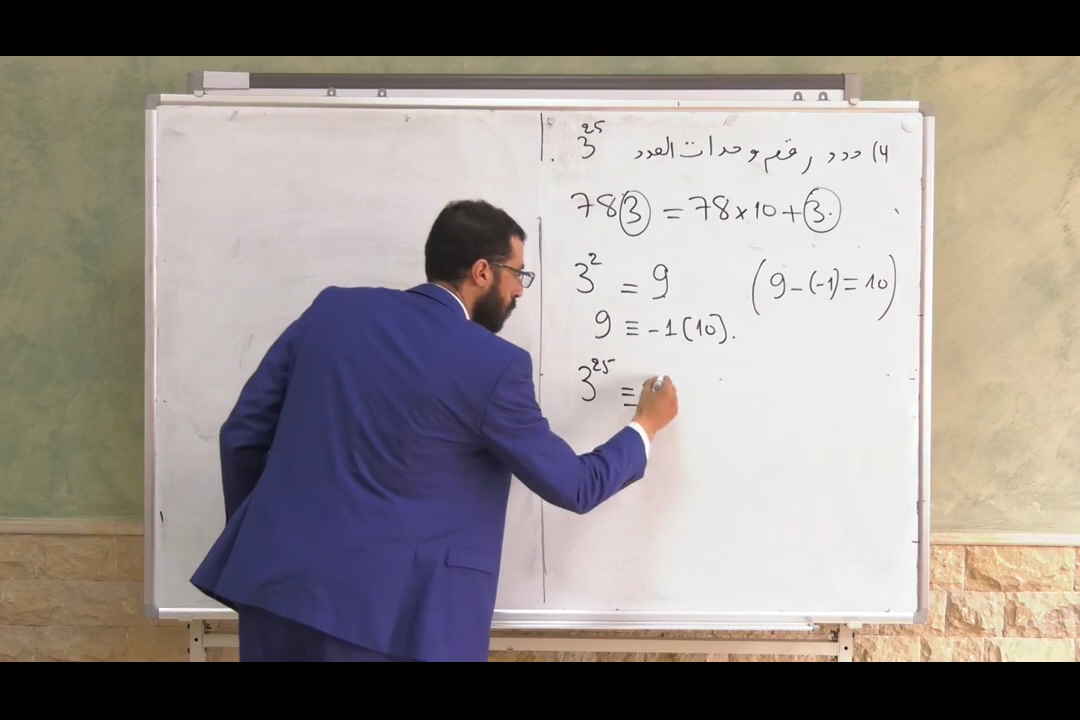 4) حدد رقم وحدات العدد 3^25.
783 = 78×10+3.
3^2 = 9 (9-(-1)=10)
9 ≡ -1(10).
3^25 ≡